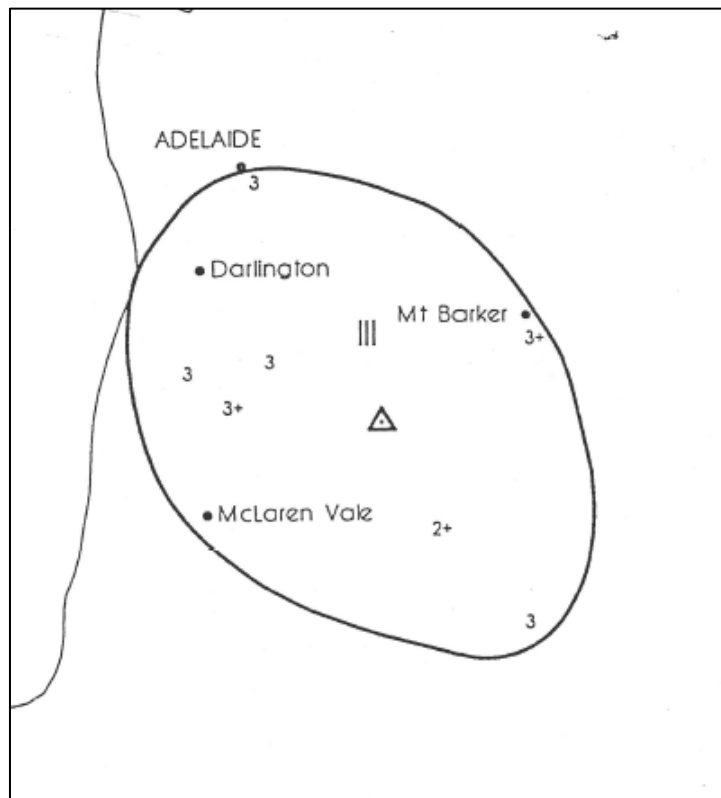 ADELAIDE
3
Darlington
Mt Barker
III
3+
3
3
3+
McLaren Vale
2+
3